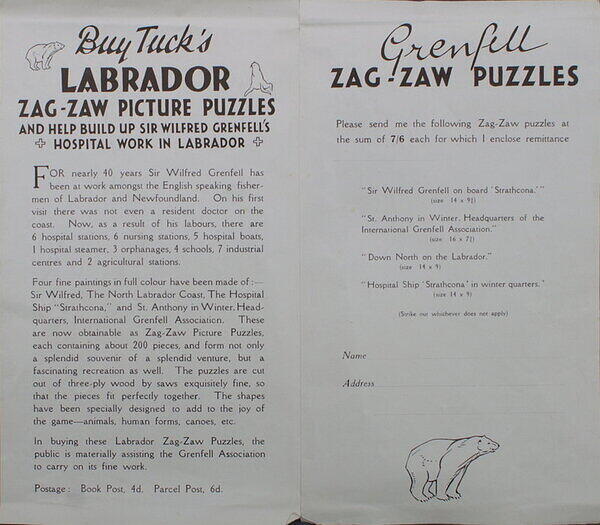 Buy Tuck's
LABRADOR
ZAG-ZAW PICTURE PUZZLES
AND HELP BUILD UP SIR WILFRED GRENFELL'S
HOSPITAL WORK IN LABRADOR
FOR nearly 40 years Sir Wilfred Grenfell has
been at work amongst the English speaking fisher-
men of Labrador and Newfoundland. On his first
visit there was not even a resident doctor on the
coast. Now, as a result of his labours, there are
6 hospital stations, 6 nursing stations, 5 hospital boats,
1 hospital steamer, 3 orphanages, 4 schools, 7 industrial
centres and 2 agricultural stations.
Four fine paintings in full colour have been made of :—
Sir Wilfred, The North Labrador Coast, The Hospital
Ship "Strathcona," and St. Anthony in Winter. Head-
quarters, International Grenfell Association. These
are now obtainable as Zag-Zaw Picture Puzzles,
each containing about 200 pieces, and form not only
a splendid souvenir of a splendid venture, but a
fascinating recreation as well. The puzzles are cut
out of three-ply wood by saws exquisitely fine, so
that the pieces fit perfectly together. The shapes
have been specially designed to add to the joy of
the game—animals, human forms, canoes, etc.
In buying these Labrador Zag-Zaw Puzzles, the
public is materially assisting the Grenfell Association
to carry on its fine work.
Postage : Book Post, 4d. Parcel Post, 6d.
Grenfell
ZAG-ZAW PUZZLES
Please send me the following Zag-Zaw puzzles at
the sum of 7/6 each for which I enclose remittance
"Sir Wilfred Grenfell on board 'Strathcona.'"
(size 14 x 9½)
"St. Anthony in Winter. Headquarters of the
International Grenfell Association."
(size 16 x 7½)
"Down North on the Labrador."
(size 14 x 9)
"Hospital Ship 'Strathcona' in winter quarters."
(size 14 x 9)
(Strike out whichever does not apply)
Name
Address